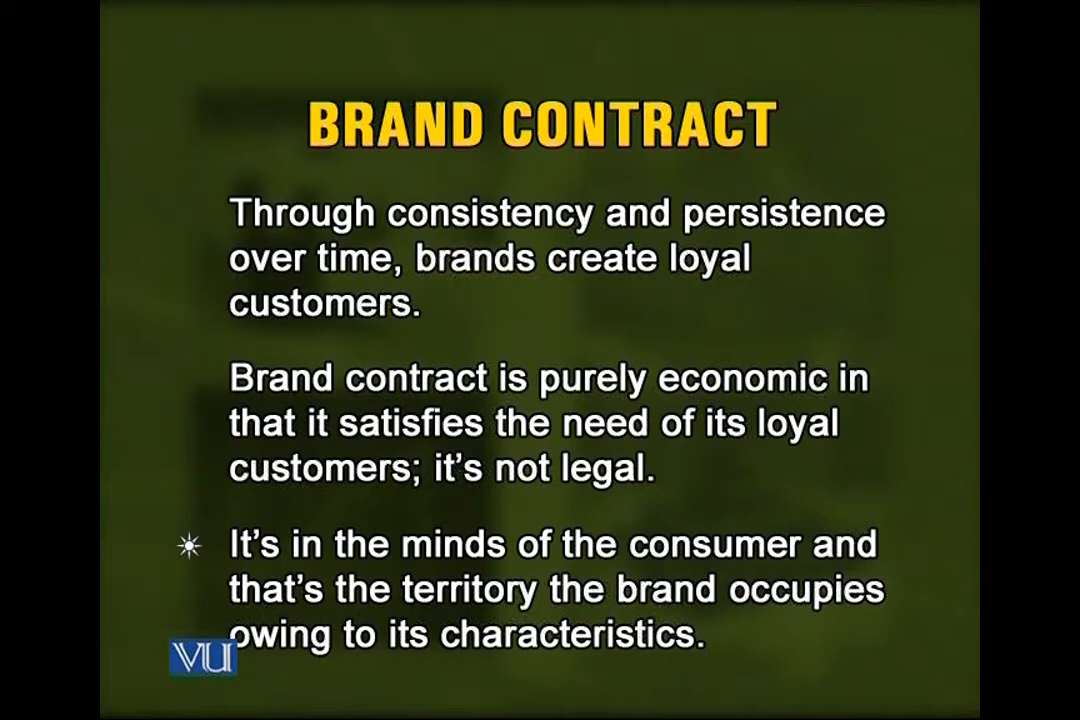 BRAND CONTRACT
Through consistency and persistence
over time, brands create loyal
customers.
Brand contract is purely economic in
that it satisfies the need of its loyal
customers; it's not legal.
It's in the minds of the consumer and
that's the territory the brand occupies
owing to its characteristics.
VU